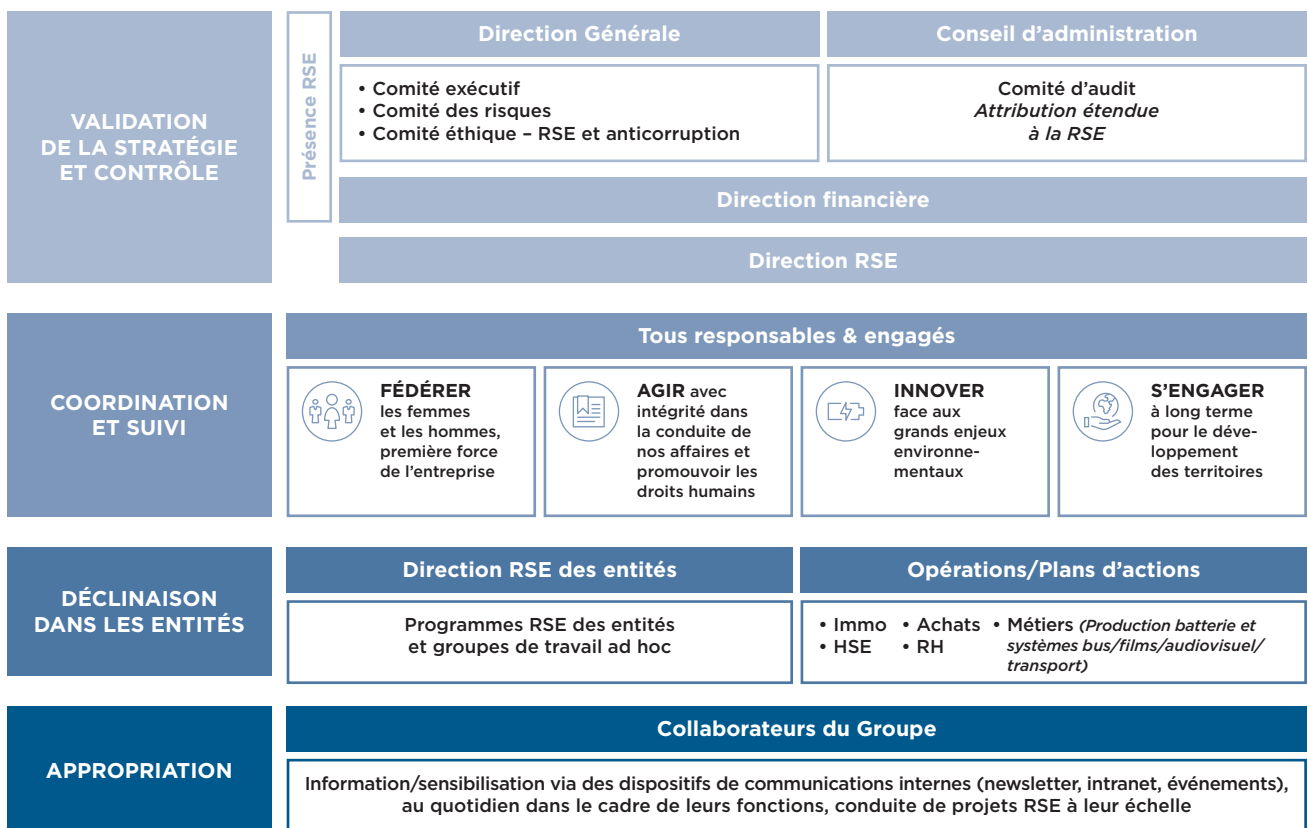 VALIDATION
DE LA STRATÉGIE
ET CONTRÔLE
Présence RSE
Direction Générale
• Comité exécutif
• Comité des risques
• Comité éthique – RSE et anticorruption
Conseil d’administration
Comité d’audit
Attribution étendue
à la RSE
Direction financière
Direction RSE
COORDINATION
ET SUIVI
Tous responsables & engagés
FÉDÉRER
les femmes
et les hommes,
première force
de l’entreprise
AGIR avec
intégrité dans
la conduite de
nos affaires et
promouvoir les
droits humains
INNOVER
face aux
grands enjeux
environne-
mentaux
S’ENGAGER
à long terme
pour le déve-
loppement
des territoires
DÉCLINAISON
DANS LES ENTITÉS
Direction RSE des entités
Programmes RSE des entités
et groupes de travail ad hoc
Opérations/Plans d’actions
• Immo • Achats • Métiers (Production batterie et
• HSE • RH systèmes bus/films/audiovisuel/
transport)
APPROPRIATION
Collaborateurs du Groupe
Information/sensibilisation via des dispositifs de communications internes (newsletter, intranet, événements),
au quotidien dans le cadre de leurs fonctions, conduite de projets RSE à leur échelle